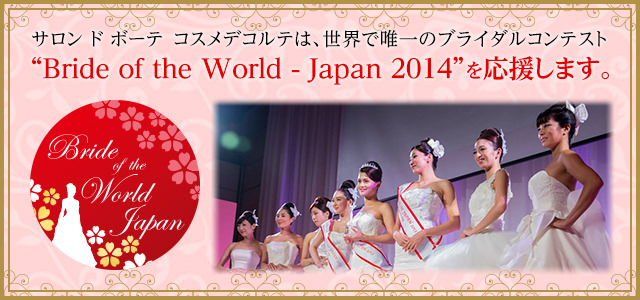 サロン ド ボーテ コスメデコルテは、世界で唯一のブライダルコンテスト
“Bride of the World - Japan 2014”を応援します。
Bride
of the
World
Japan